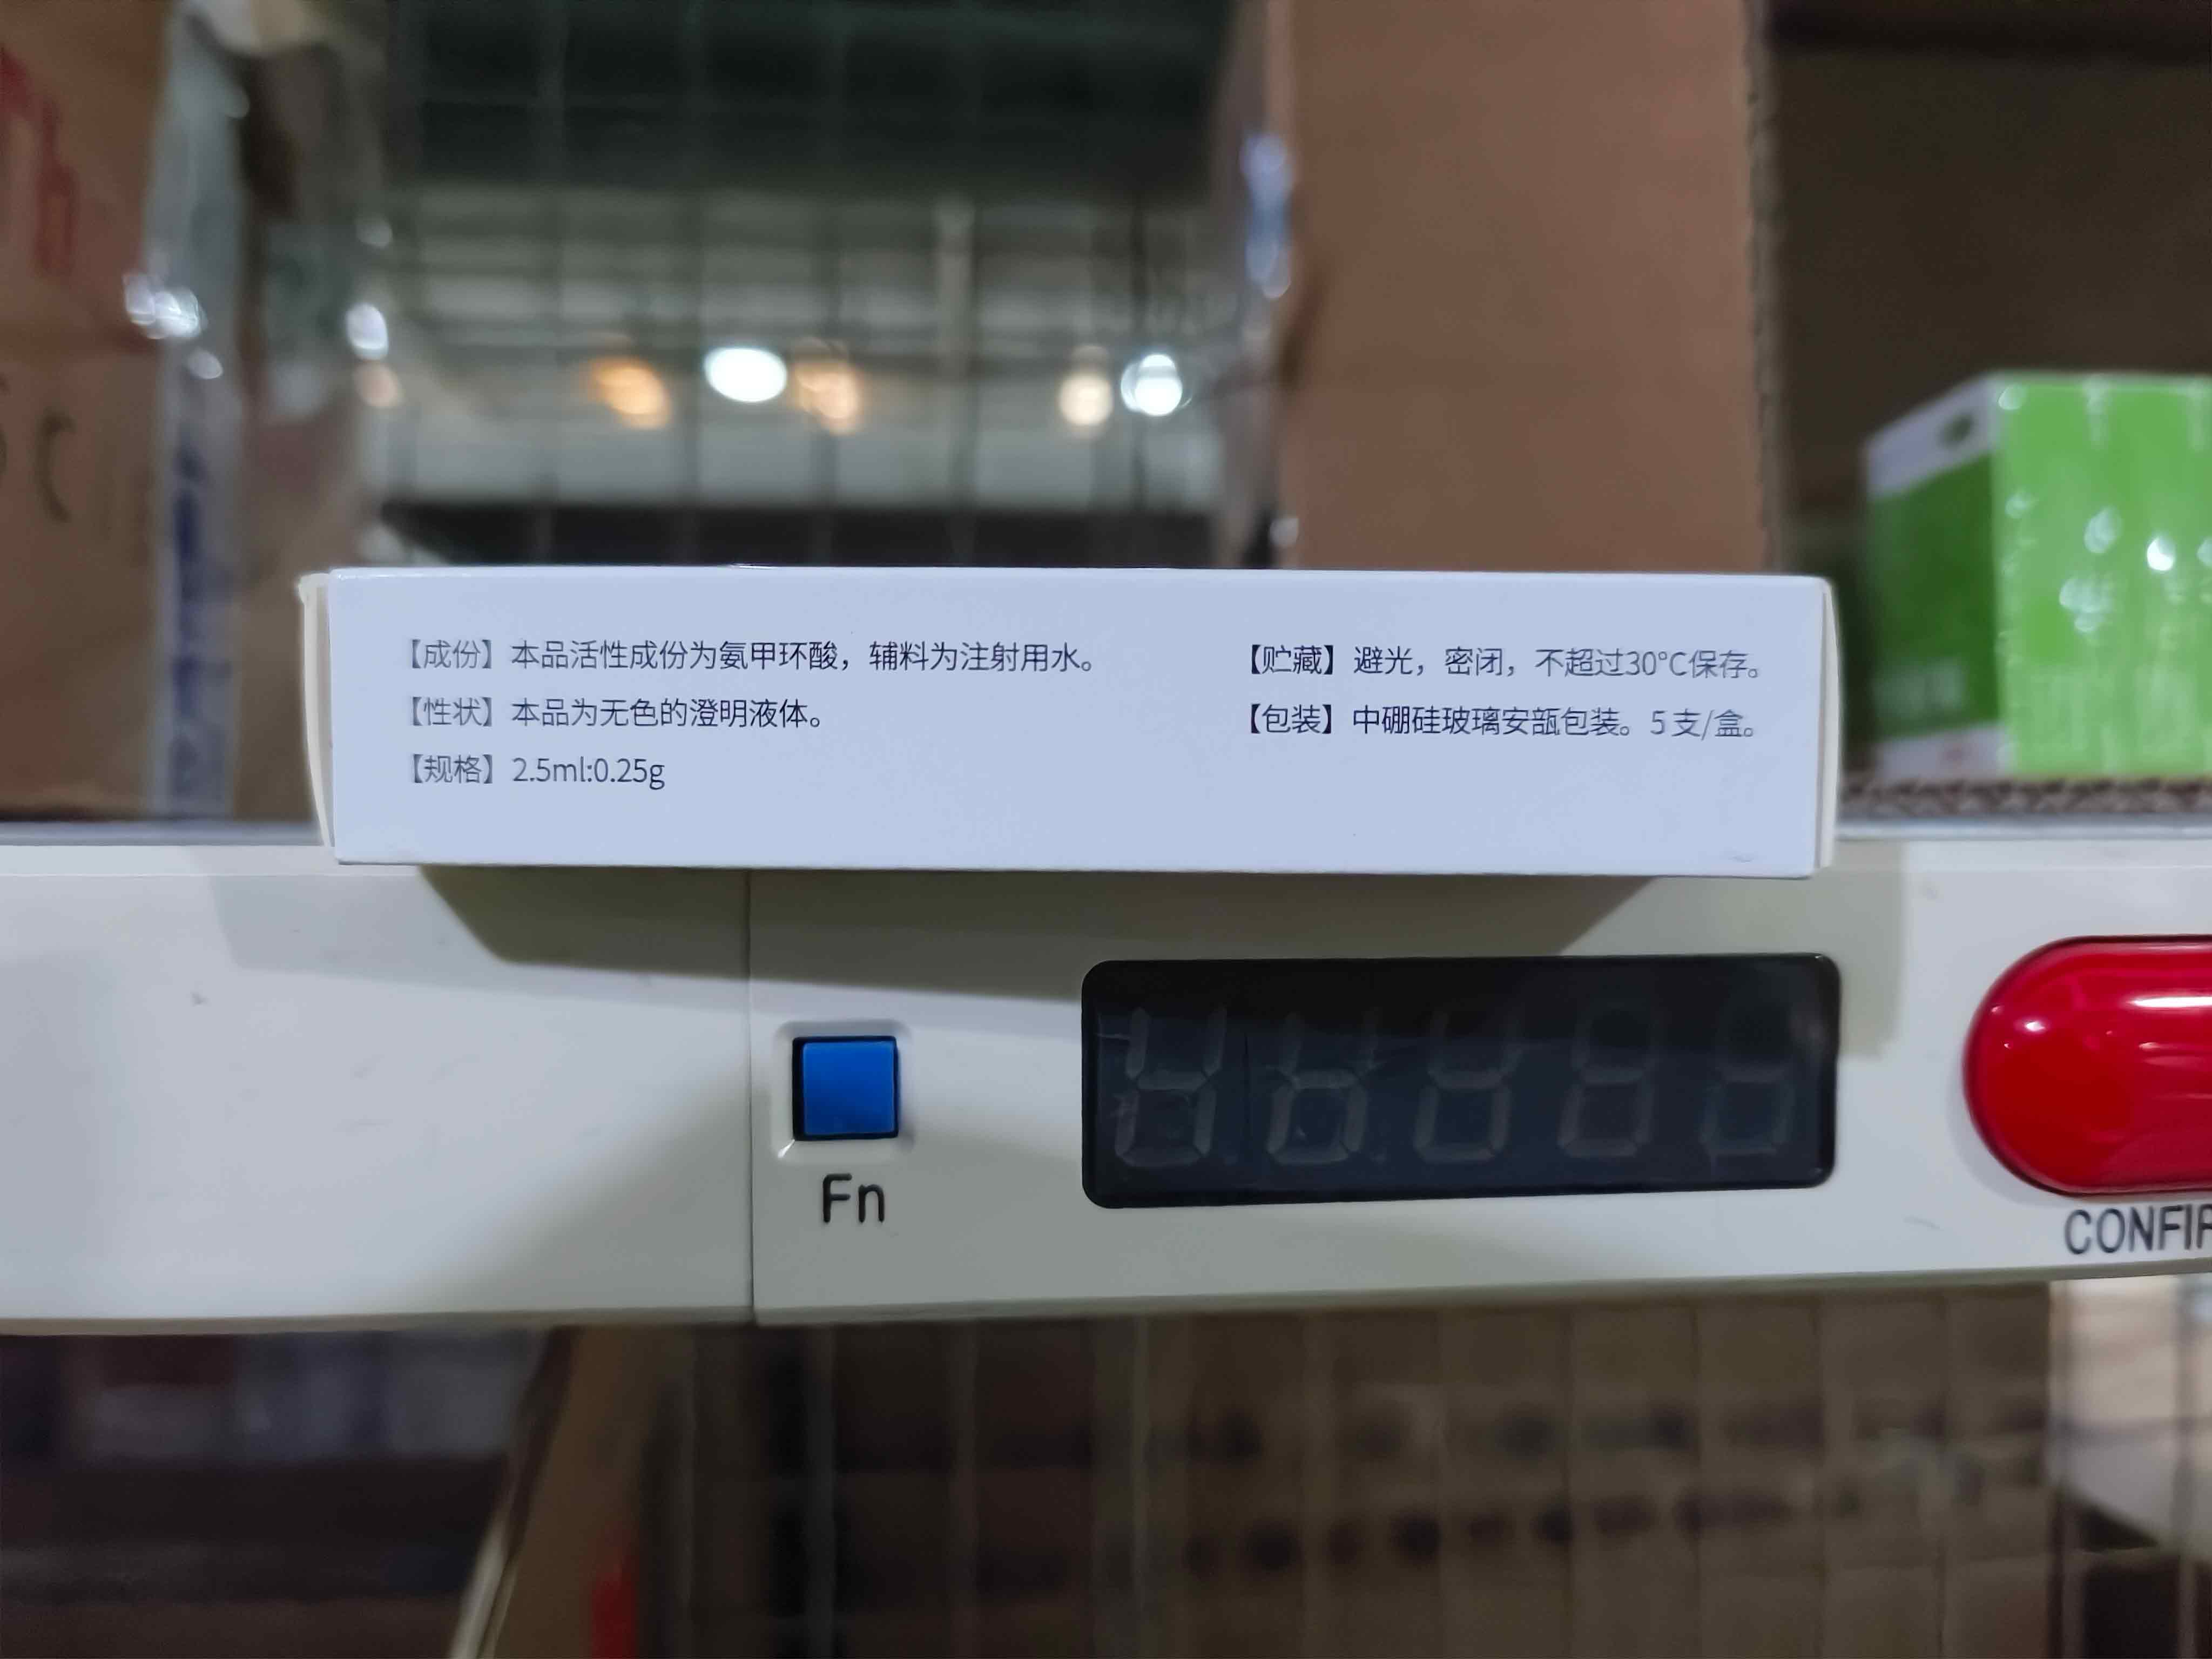 【成份】本品活性成份为氨甲环酸，辅料为注射用水。
【性状】本品为无色的澄明液体。
【规格】2.5ml:0.25g
【贮藏】避光，密闭，不超过30°C保存。
【包装】中硼硅玻璃安瓿包装。5支/盒。
Fn